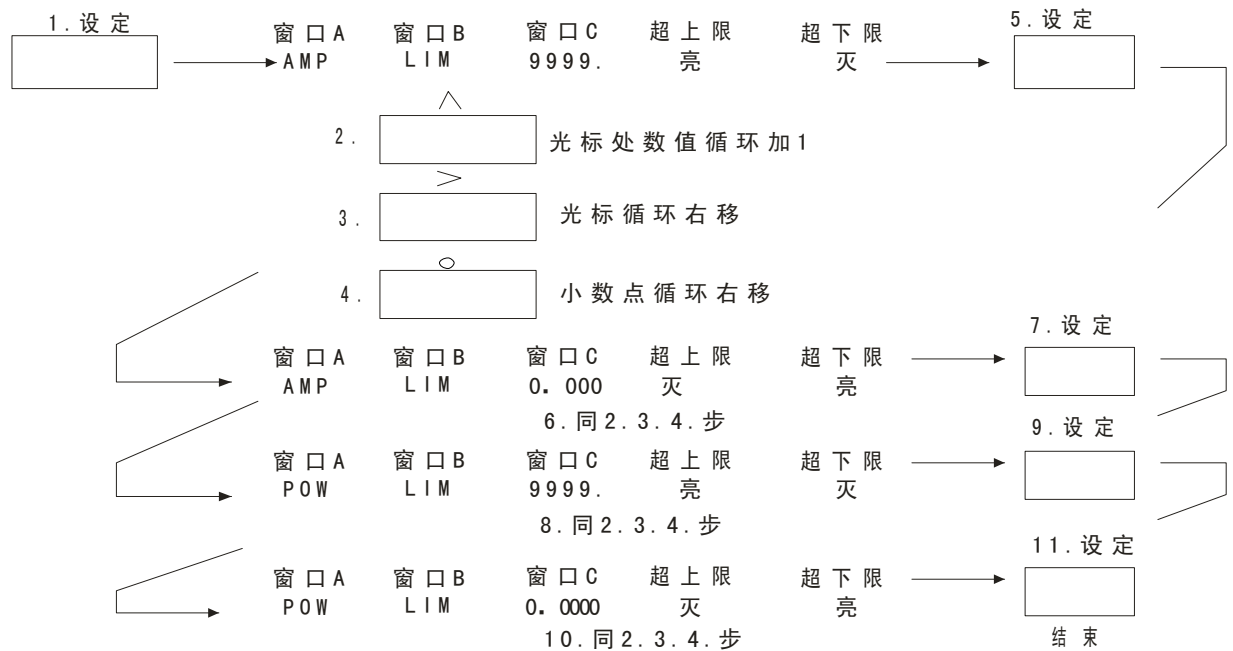 1.设定
窗口A 窗口B 窗口C 超上限 超下限
AMP LIM 9999. 亮 灭
5.设定
∧
2. 光标处数值循环加1
>
3. 光标循环右移
○
4. 小数点循环右移
窗口A 窗口B 窗口C 超上限 超下限
AMP LIM 0.000 灭 亮
7.设定
6.同2.3.4.步
9.设定
窗口A 窗口B 窗口C 超上限 超下限
POW LIM 9999. 亮 灭
8.同2.3.4.步
11.设定
窗口A 窗口B 窗口C 超上限 超下限
POW LIM 0.0000 灭 亮
10.同2.3.4.步
结束